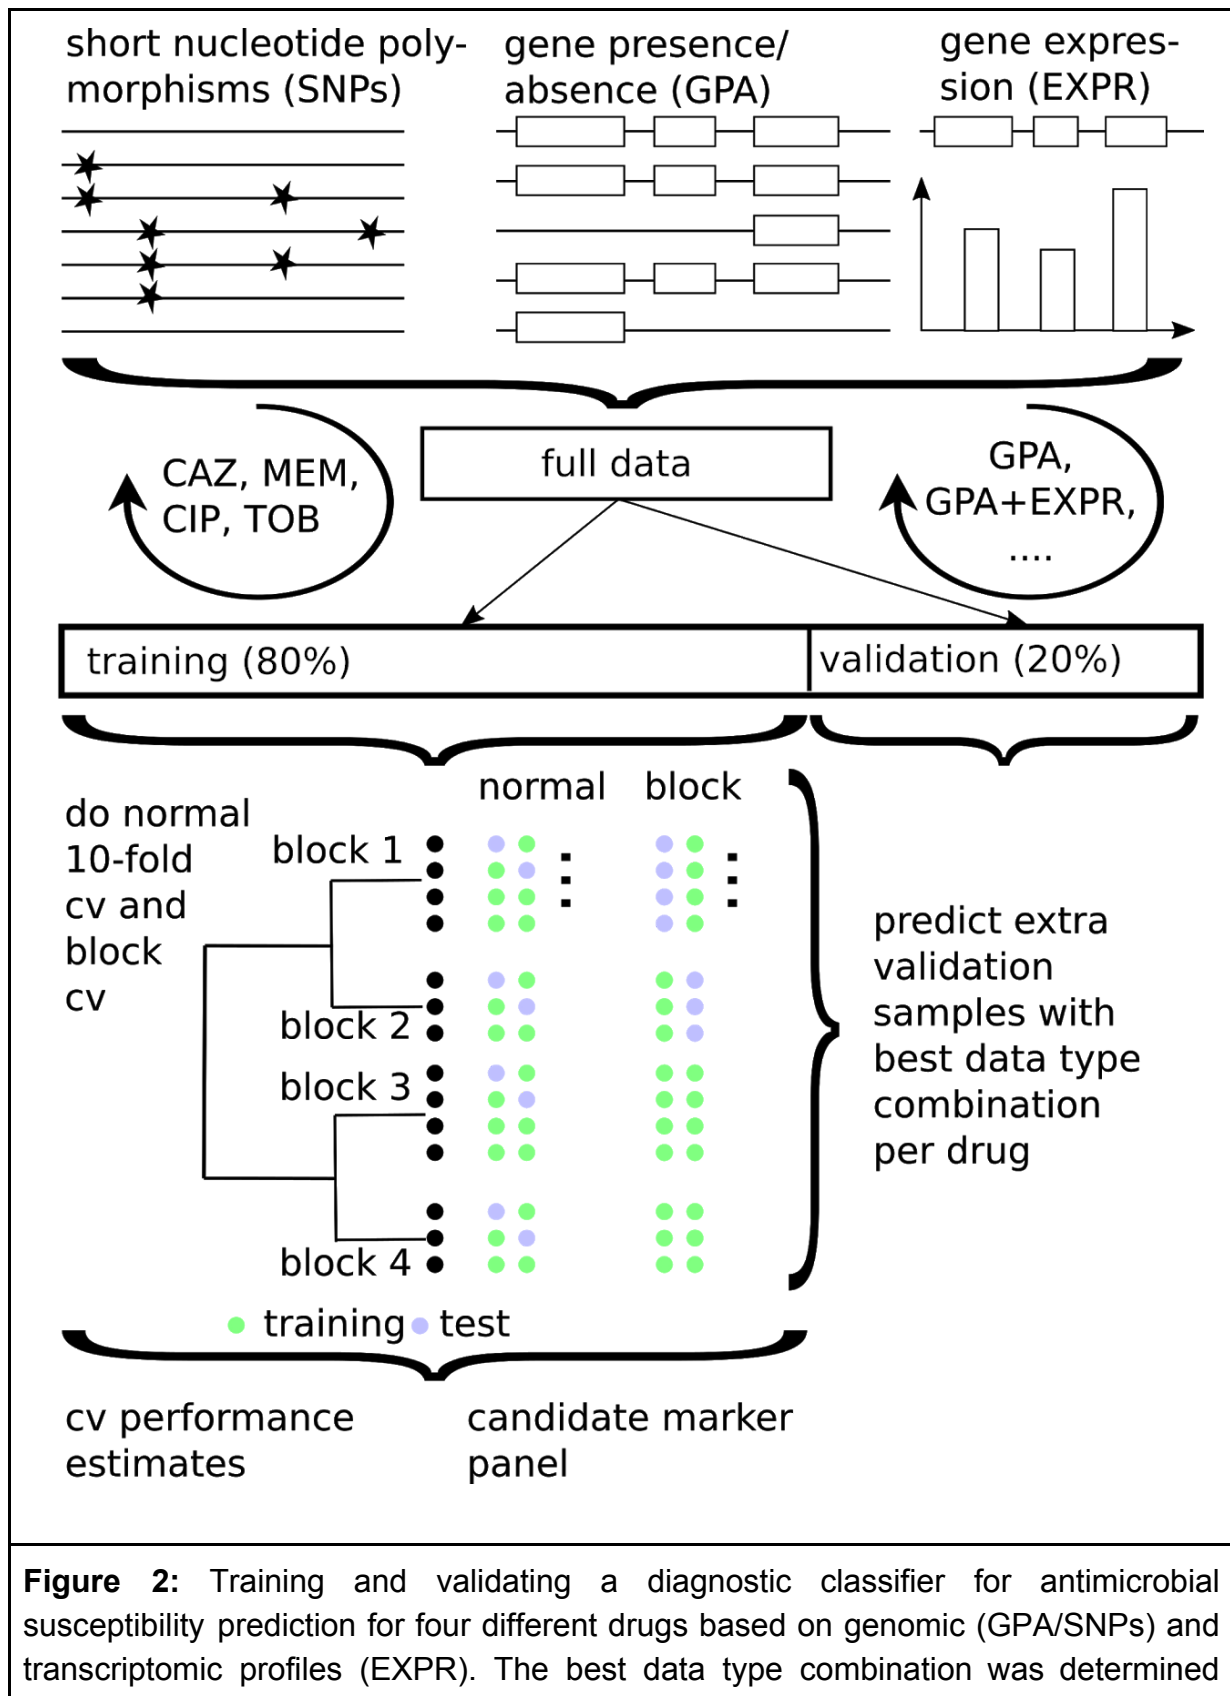 short nucleotide poly-
morphisms (SNPs)
gene presence/
absence (GPA)
gene expres-
sion (EXPR)
CAZ, MEM,
CIP, TOB
full data
GPA,
GPA+EXPR,
....
training (80%)
validation (20%)
do normal
10-fold
cv and
block
cv
normal
block
block 1
block 2
block 3
block 4
training
test
predict extra
validation
samples with
best data type
combination
per drug
cv performance
estimates
candidate marker
panel
Figure 2: Training and validating a diagnostic classifier for antimicrobial
susceptibility prediction for four different drugs based on genomic (GPA/SNPs) and
transcriptomic profiles (EXPR). The best data type combination was determined